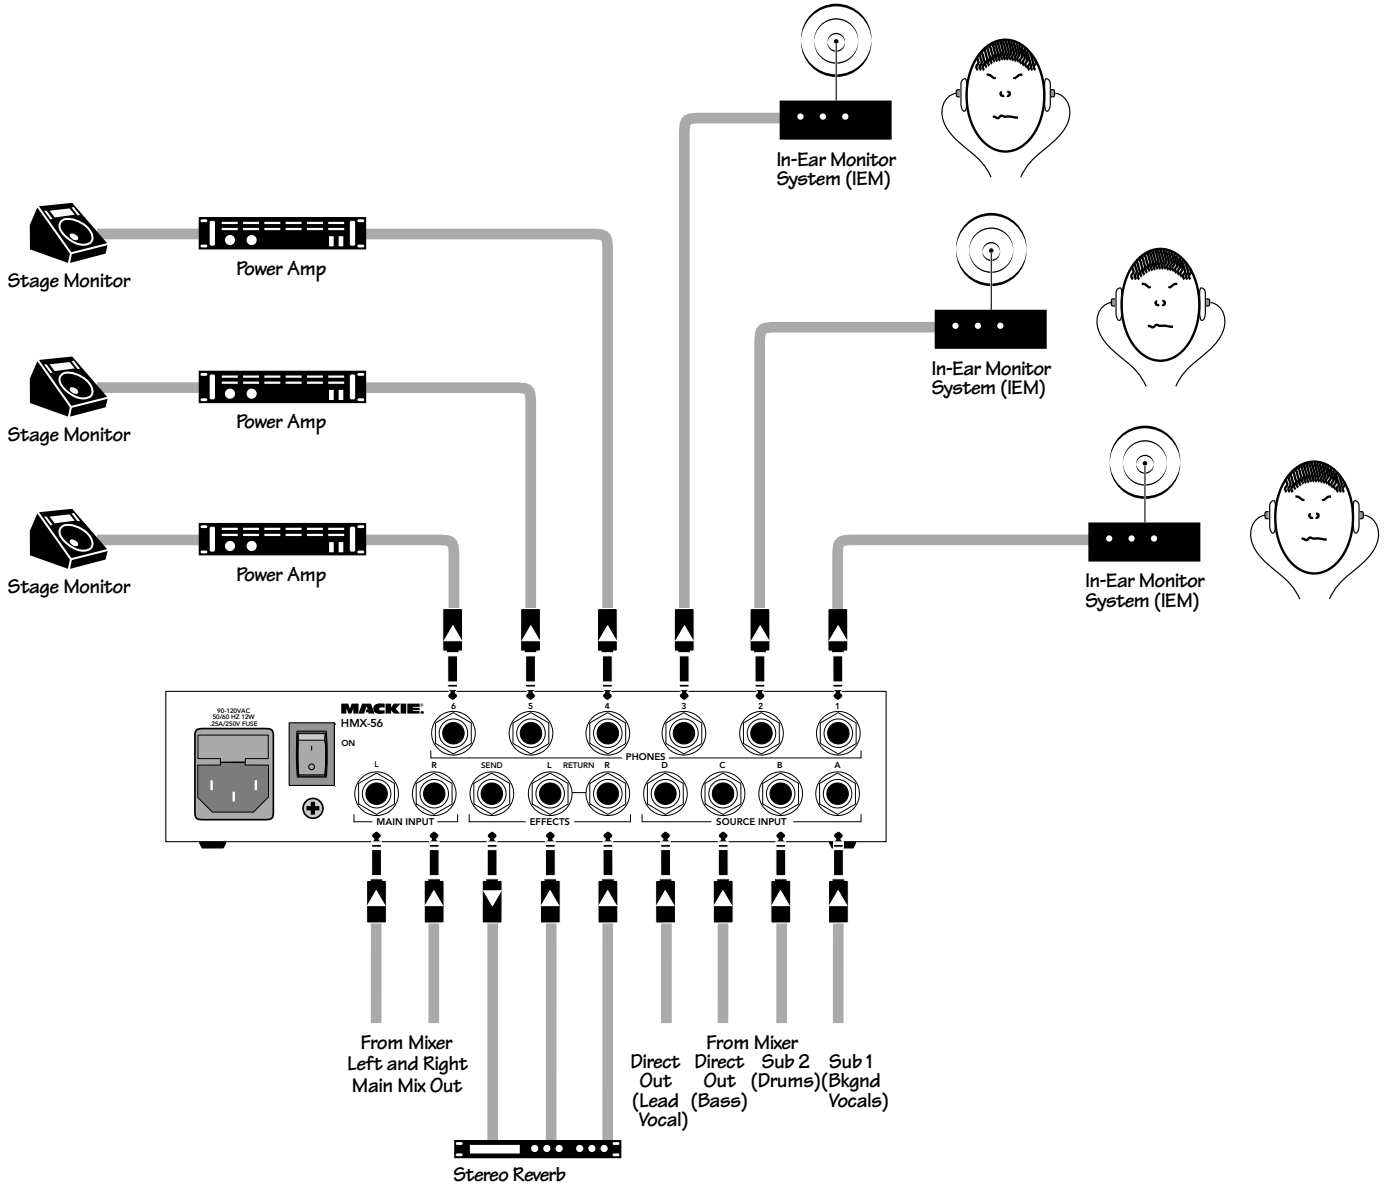 In-Ear Monitor
System (IEM)
Stage Monitor
Power Amp
In-Ear Monitor
System (IEM)
Stage Monitor
Power Amp
In-Ear Monitor
System (IEM)
Stage Monitor
Power Amp
90-120VAC
50/60 HZ 12W
.25A/250V FUSE
MACKIE.
HMX-56
ON
6 5 4 3 2 1
PHONES
L R SEND L RETURN R D C B A
MAIN INPUT EFFECTS SOURCE INPUT
From Mixer
Left and Right
Main Mix Out
From Mixer
Direct
Out
(Lead
Vocal)
Direct
Out
(Bass)
Sub 2
(Drums)
Sub 1
(Bkgnd
Vocals)
Stereo Reverb